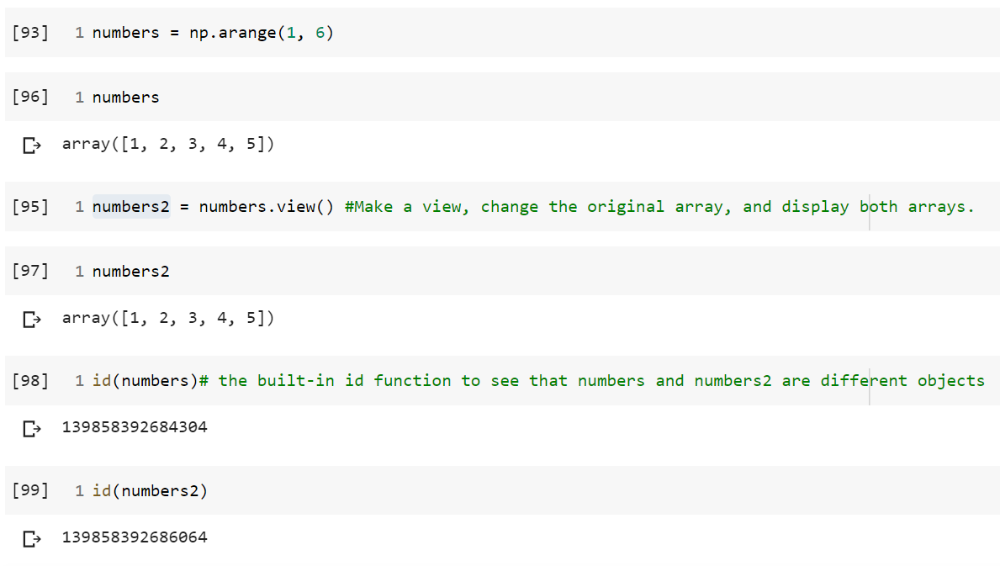 [93] 1 numbers = np.arange(1, 6)
[96] 1 numbers
array([1, 2, 3, 4, 5])
[95] 1 numbers2 = numbers.view() #Make a view, change the original array, and display both arrays.
[97] 1 numbers2
array([1, 2, 3, 4, 5])
[98] 1 id(numbers)# the built-in id function to see that numbers and numbers2 are different objects
139858392684304
[99] 1 id(numbers2)
139858392686064